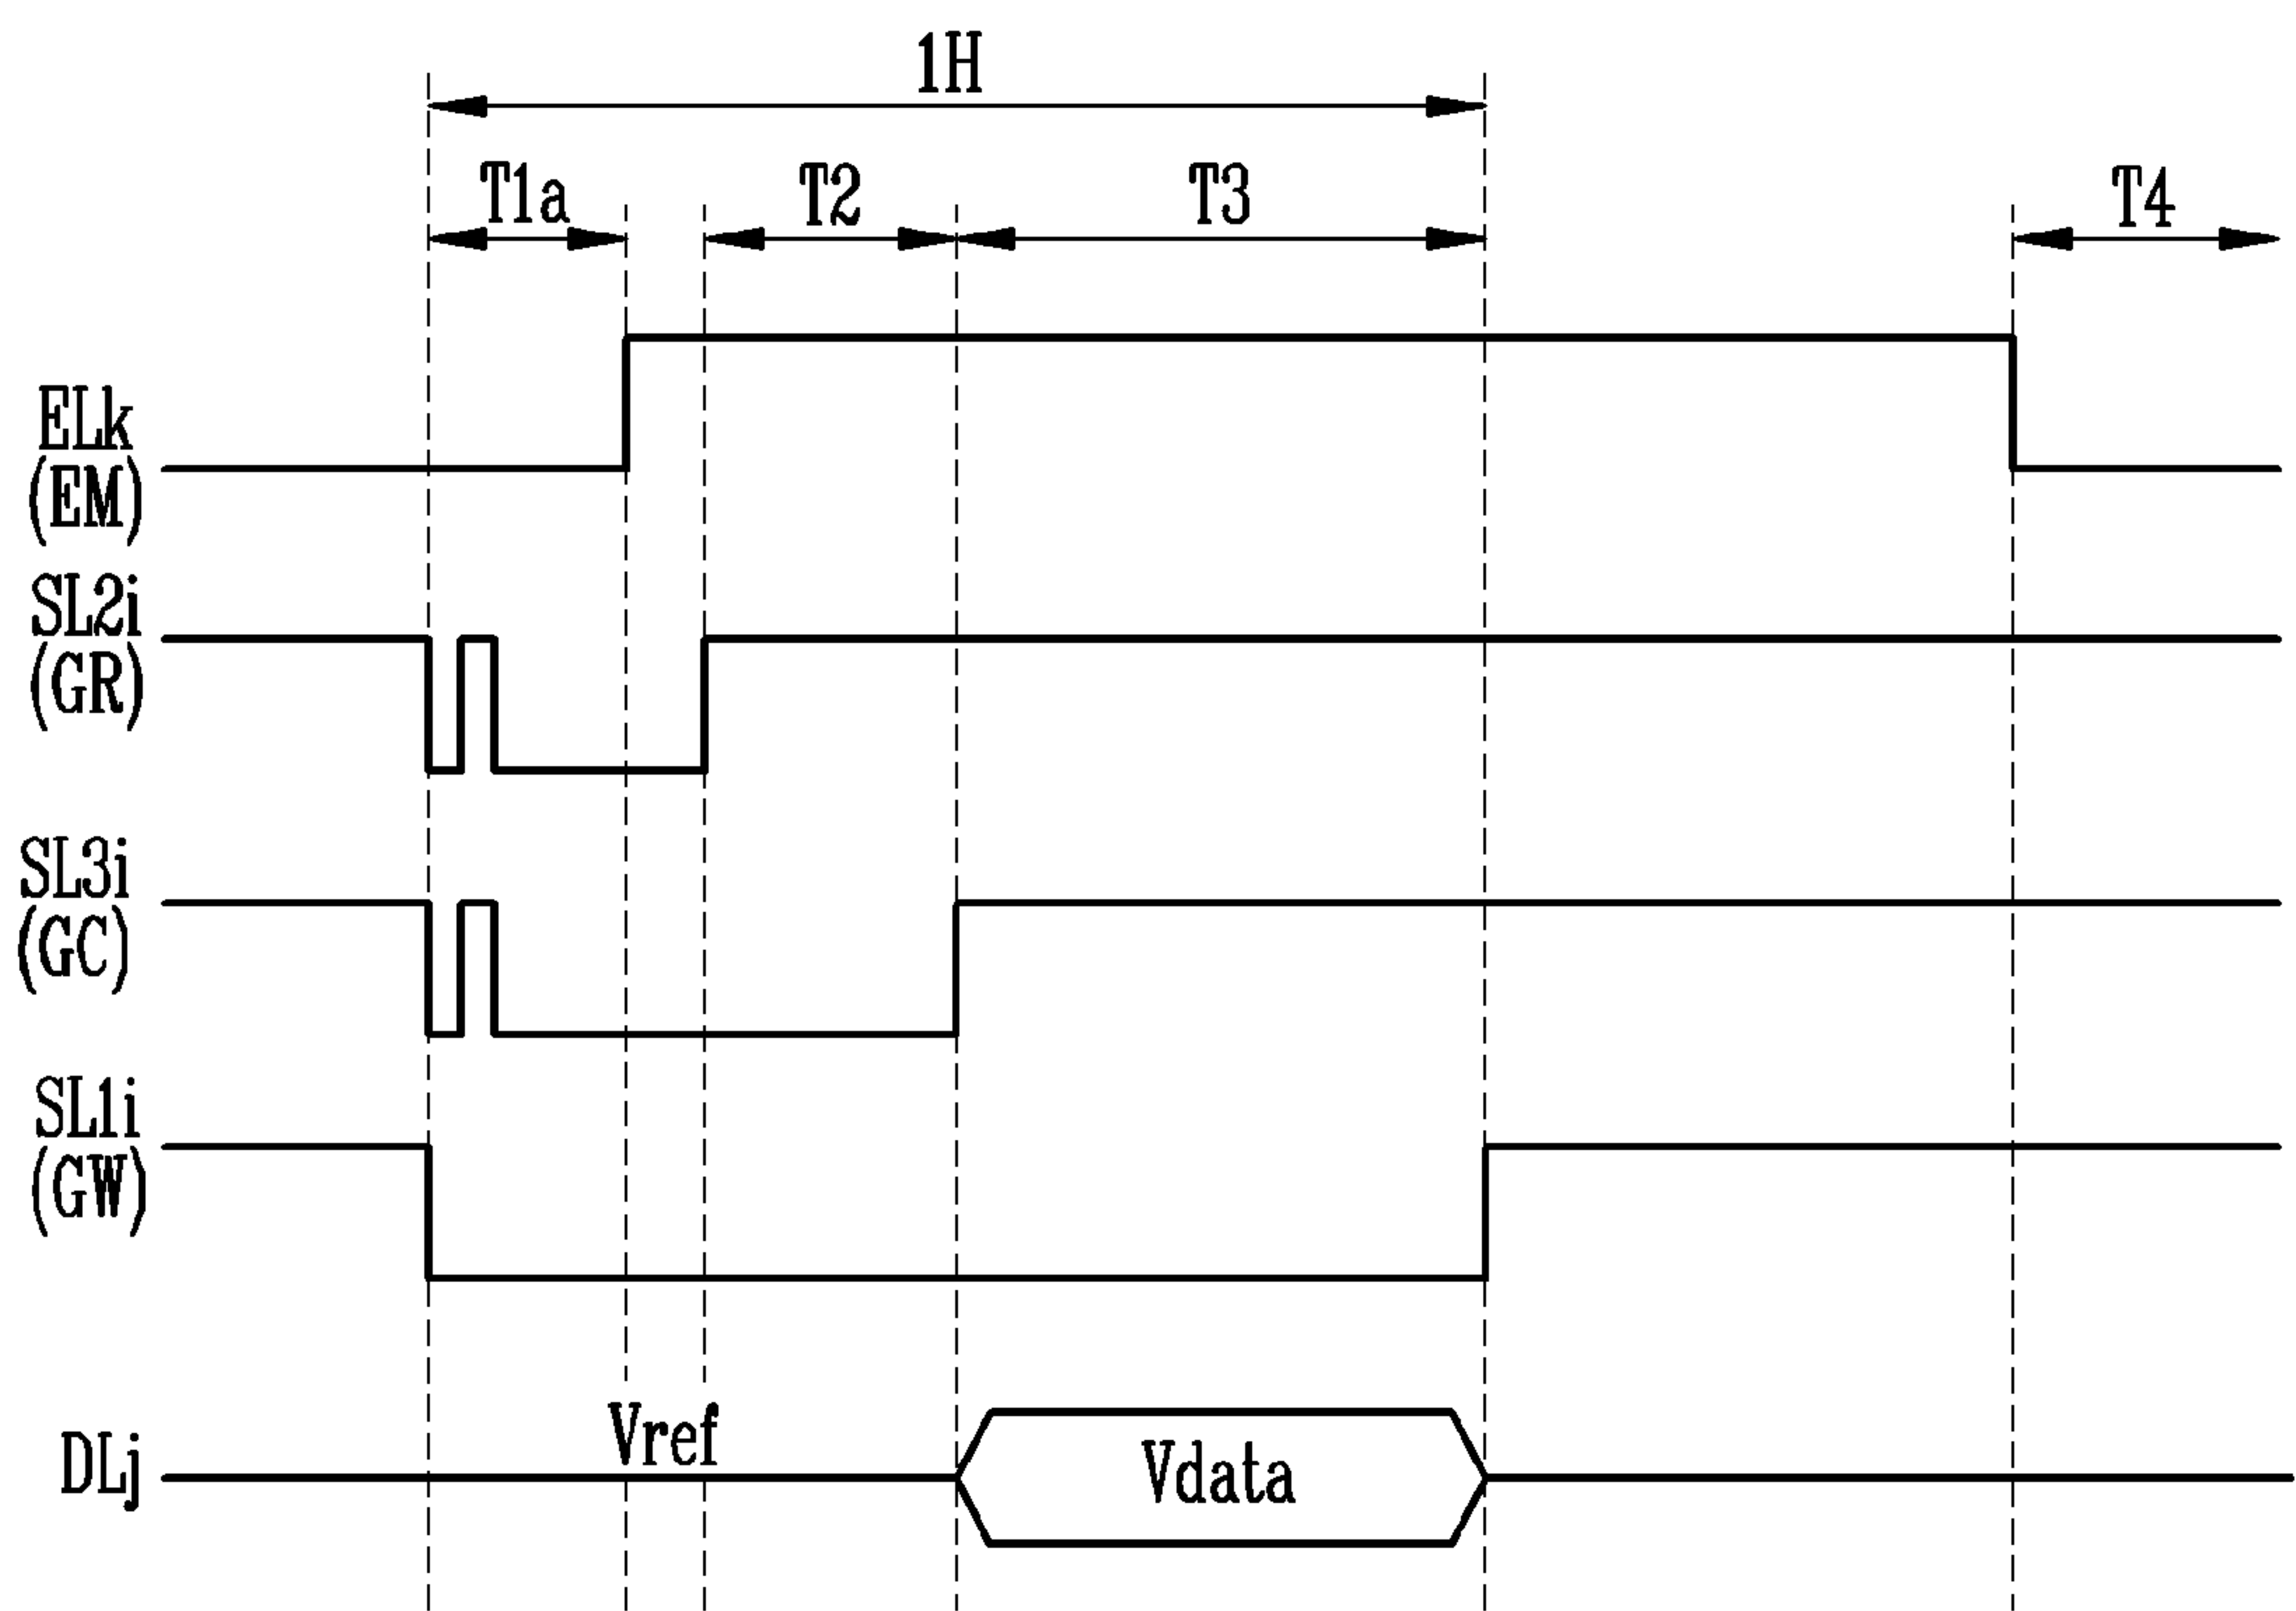 1H
T1a
T2
T3
T4
ELk
(EM)
SL2i
(GR)
SL3i
(GC)
SL1i
(GW)
Vref
DLj
Vdata